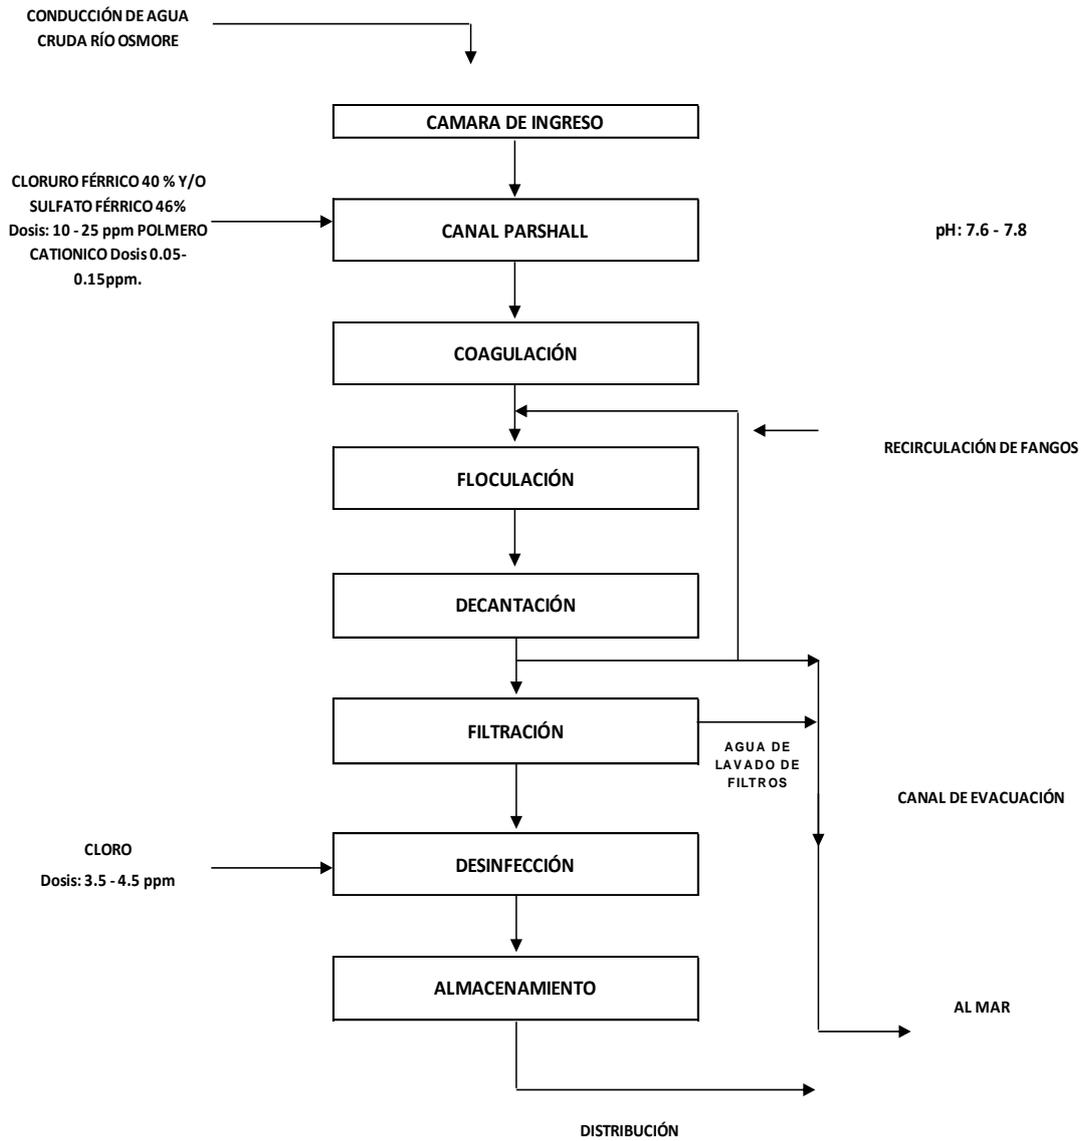 CONDUCCIÓN DE AGUA
CRUDA RÍO OSMORE
CAMARA DE INGRESO
CLORURO FÉRRICO 40 % Y/O
SULFATO FÉRRICO 46%
Dosis: 10 - 25 ppm POLMERO
CATIONICO Dosis 0.05-
0.15ppm.
CANAL PARSHALL
pH: 7.6 - 7.8
COAGULACIÓN
RECIRCULACIÓN DE FANGOS
FLOCULACIÓN
DECANTACIÓN
FILTRACIÓN
AGUA DE
LAVADO DE
FILTROS
CANAL DE EVACUACIÓN
CLORO
Dosis: 3.5 - 4.5 ppm
DESINFECCIÓN
ALMACENAMIENTO
AL MAR
DISTRIBUCIÓN